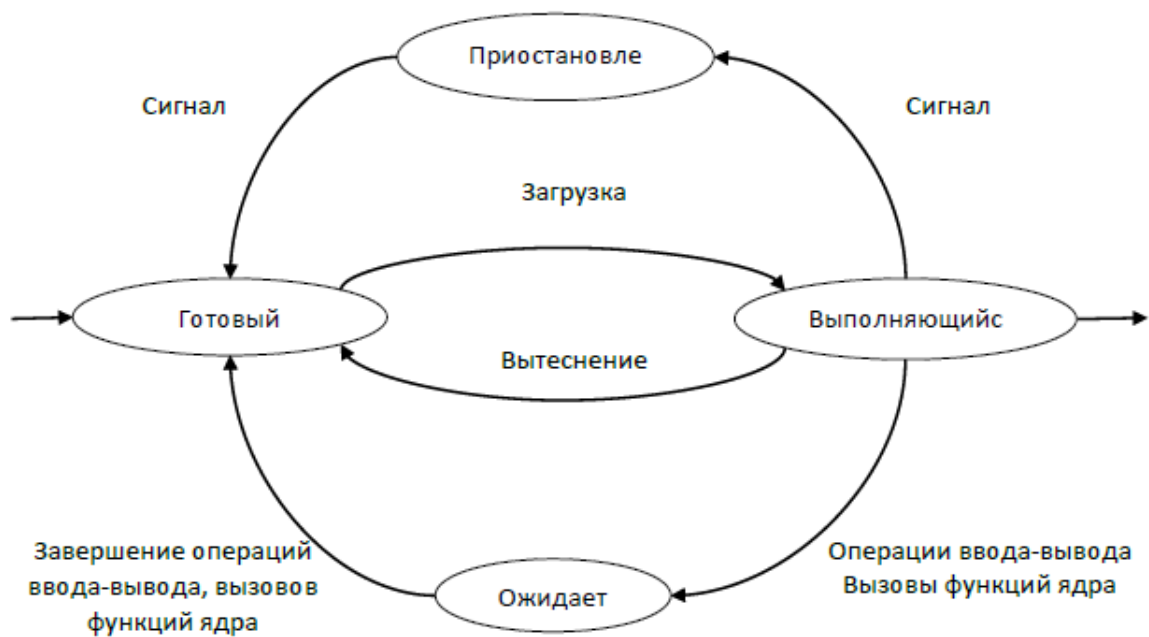 Приостановле
Сигнал
Сигнал
Загрузка
Готовый
Выполняющийс
Вытеснение
Завершение операций
ввода-вывода, вызовов
функций ядра
Операции ввода-вывода
Вызовы функций ядра
Ожидает